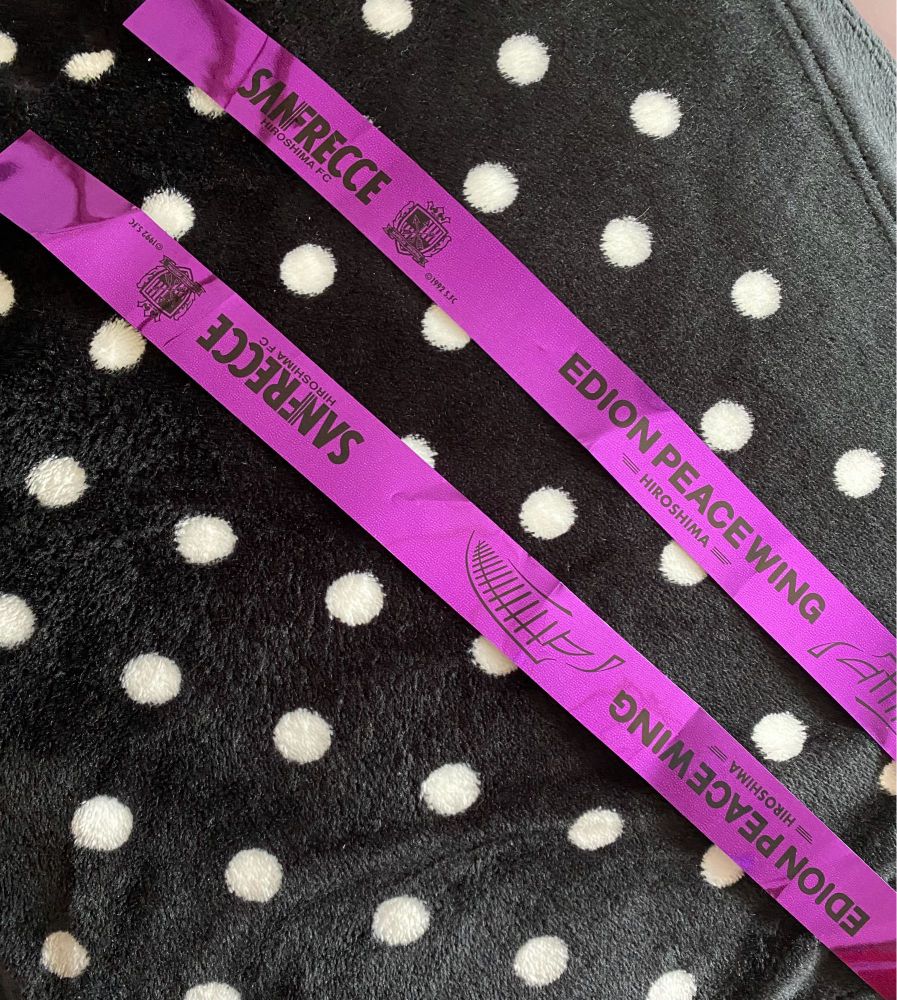 SANFRECCE
HIROSHIMA FC
©1992 S.FC
EDION PEACE WING
HIROSHIMA
©1992 S.FC
SANFRECCE
HIROSHIMA FC
EDION PEACE WING
HIROSHIMA